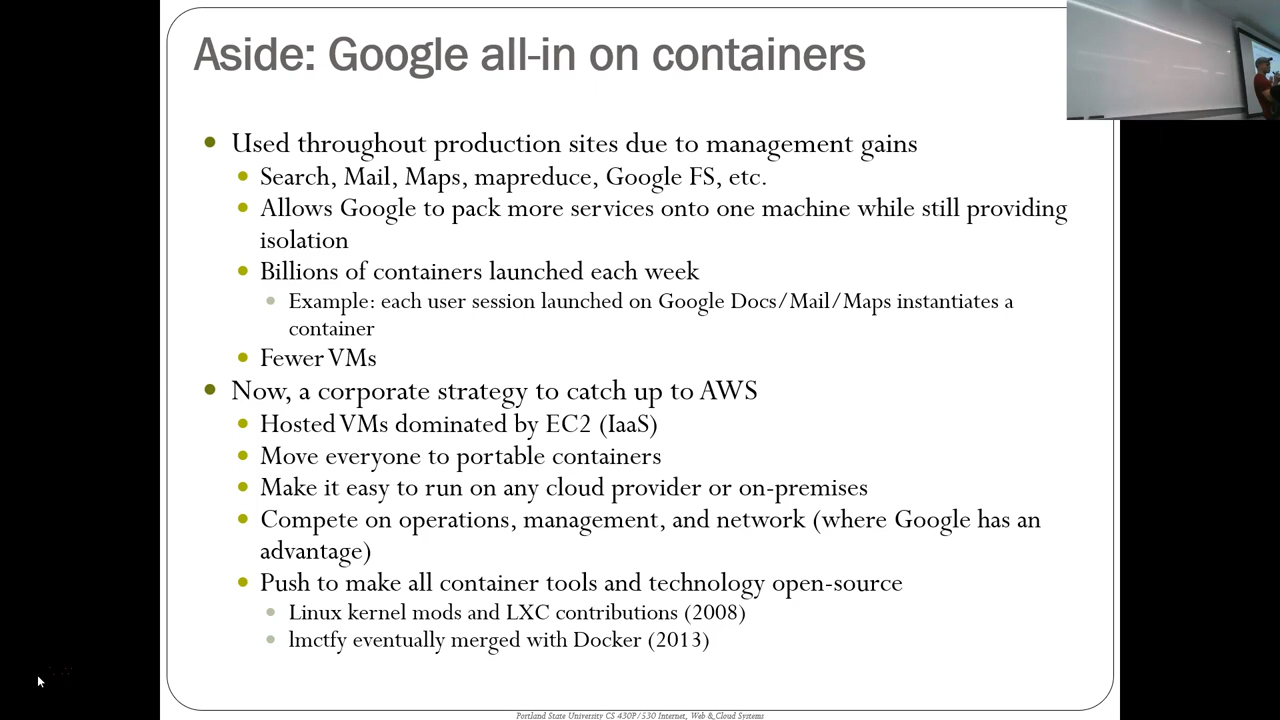 Aside: Google all-in on containers
Used throughout production sites due to management gains
Search, Mail, Maps, mapreduce, Google FS, etc.
Allows Google to pack more services onto one machine while still providing
isolation
Billions of containers launched each week
Example: each user session launched on Google Docs/Mail/Maps instantiates a
container
Fewer VMs
Now, a corporate strategy to catch up to AWS
Hosted VMs dominated by EC2 (IaaS)
Move everyone to portable containers
Make it easy to run on any cloud provider or on-premises
Compete on operations, management, and network (where Google has an
advantage)
Push to make all container tools and technology open-source
Linux kernel mods and LXC contributions (2008)
lmctfy eventually merged with Docker (2013)
Portland State University CS 430P/530 Internet, Web & Cloud Systems